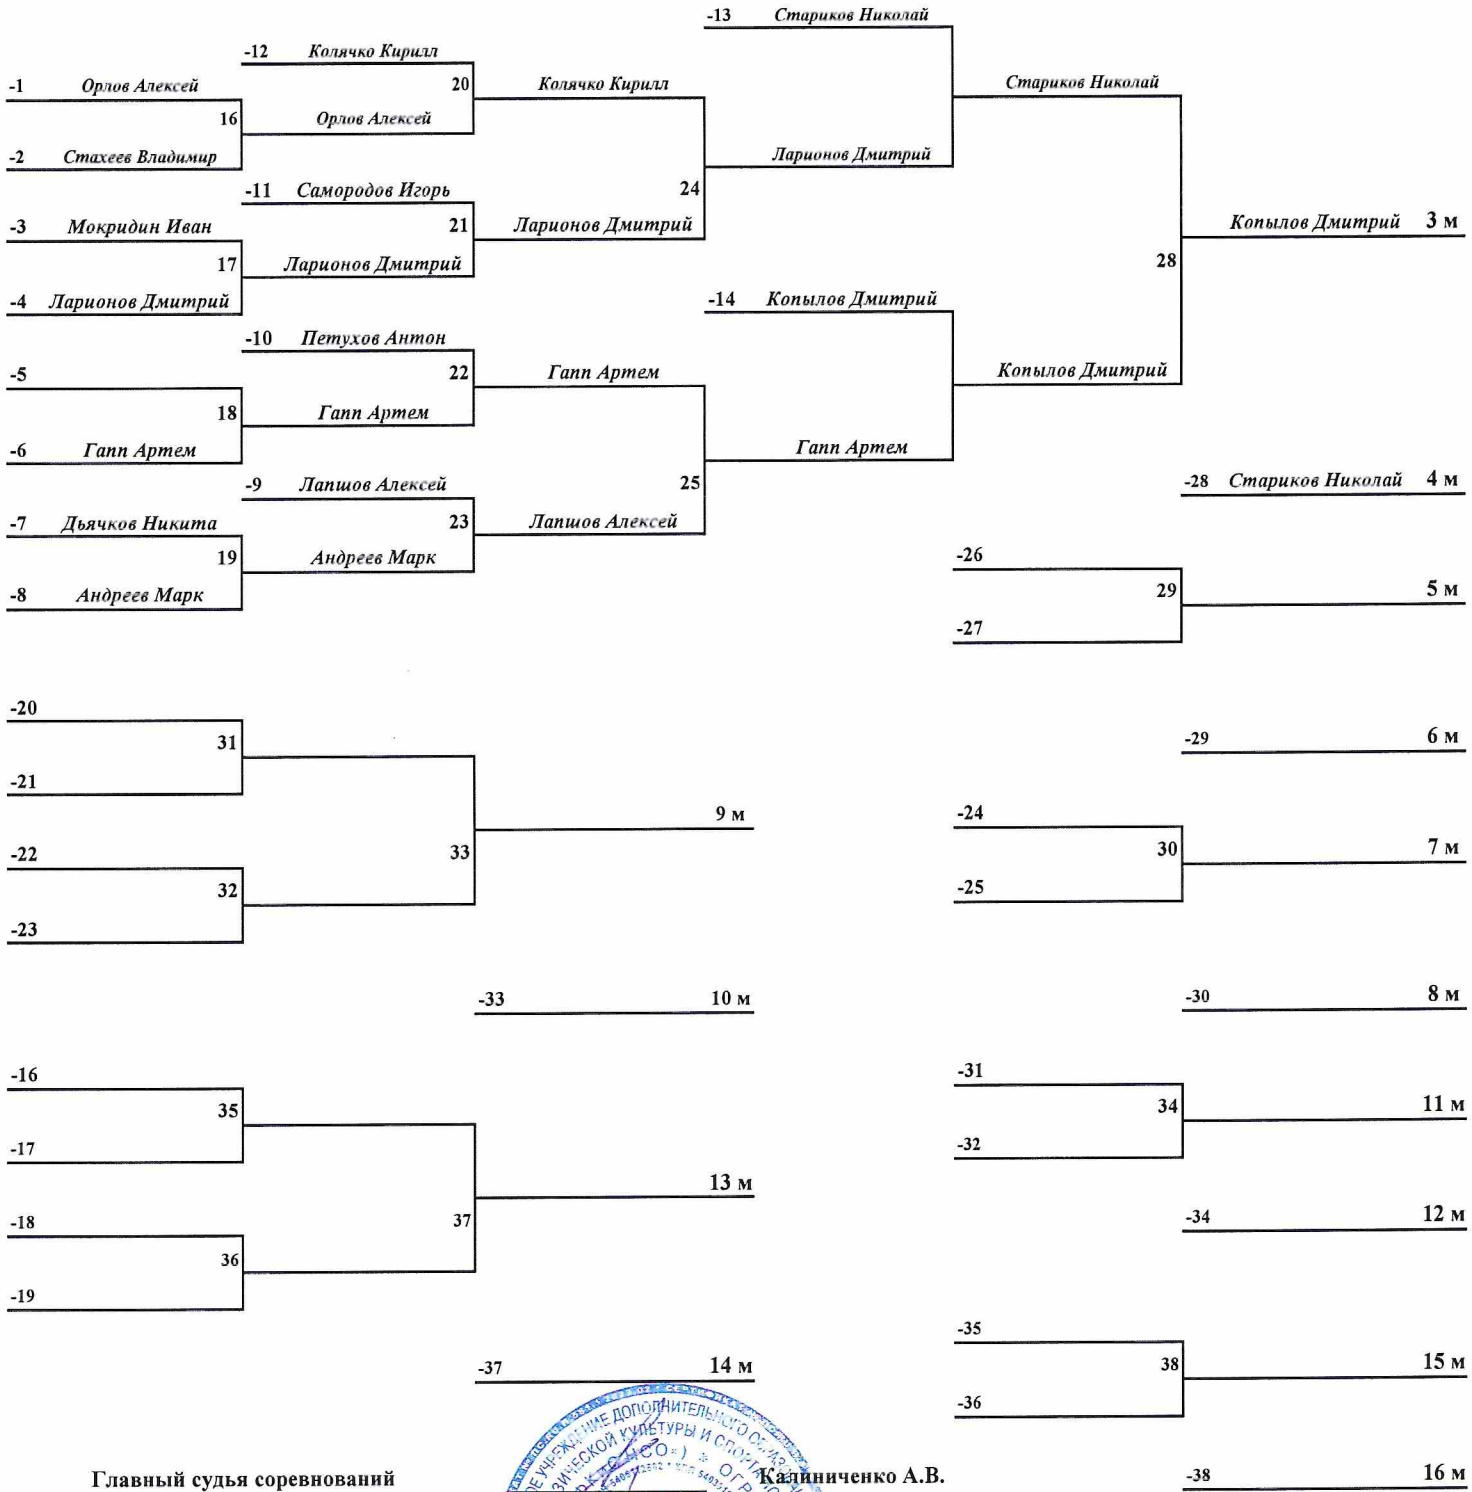 -13 Стариков Николай
-12 Колячко Кирилл
-1 Орлов Алексей
20
Колячко Кирилл
Стариков Николай
16
Орлов Алексей
-2 Стахеев Владимир
Ларионов Дмитрий
-11 Самородов Игорь
24
-3 Мокридин Иван
21
Ларионов Дмитрий
Копылов Дмитрий 3 м
17
Ларионов Дмитрий
28
-4 Ларионов Дмитрий
-14 Копылов Дмитрий
-10 Петухов Антон
-5
22
Гапп Артем
Копылов Дмитрий
18
Гапп Артем
-6 Гапп Артем
Гапп Артем
-9 Лапшов Алексей
25
-28 Стариков Николай 4 м
-7 Дьячков Никита
23
Лапшов Алексей
19
Андреев Марк
-26
-8 Андреев Марк
29
5 м
-27
-20
31
-29 6 м
-21
9 м
-24
-22
33
30
7 м
32
-25
-23
-33 10 м
-30 8 м
-16
-31
35
34
11 м
-17
-32
13 м
-18
37
-34 12 м
36
-19
-35
-37 14 м
38
15 м
-36
УЧРЕЖДЕНИЕ ДОПОЛНИТЕЛЬНОГО
ФИЗИЧЕСКОЙ КУЛЬТУРЫ И СПОРТА
Главный судья соревнований
Калиниченко А.В.
-38 16 м